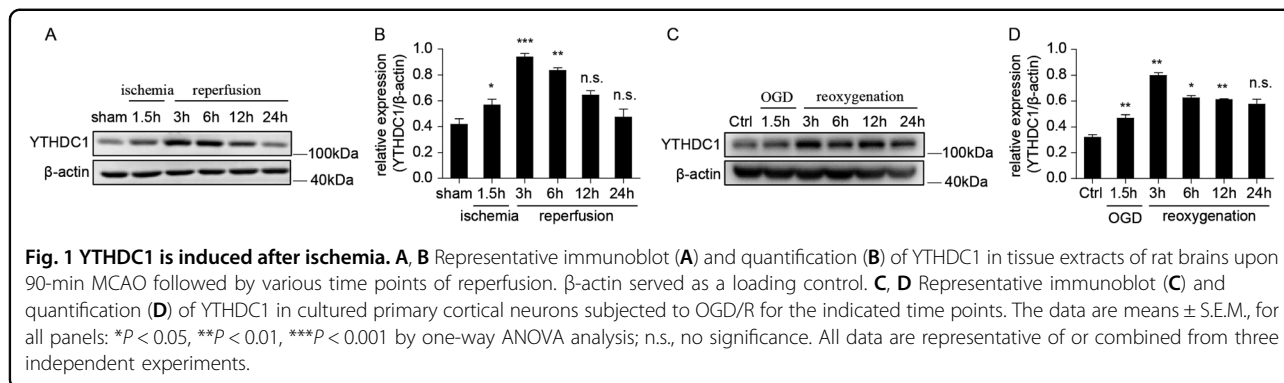 A
ischemia reperfusion
sham 1.5h 3h 6h 12h 24h
YTHDC1
100kDa
β-actin
40kDa
B
relative expression
(YTHDC1/β-actin)
1.0
0.8
0.6
0.4
0.2
0
* *** ** n.s. n.s.
sham 1.5h 3h 6h 12h 24h
ischemia reperfusion
C
OGD reoxygenation
Ctrl 1.5h 3h 6h 12h 24h
YTHDC1
100kDa
β-actin
40kDa
D
relative expression
(YTHDC1/β-actin)
1.0
0.8
0.6
0.4
0.2
0
** ** * ** n.s.
Ctrl 1.5h 3h 6h 12h 24h
OGD reoxygenation
Fig. 1 YTHDC1 is induced after ischemia. A, B Representative immunoblot (A) and quantification (B) of YTHDC1 in tissue extracts of rat brains upon
90-min MCAO followed by various time points of reperfusion. β-actin served as a loading control. C, D Representative immunoblot (C) and
quantification (D) of YTHDC1 in cultured primary cortical neurons subjected to OGD/R for the indicated time points. The data are means ± S.E.M., for
all panels: *P < 0.05, **P < 0.01, ***P < 0.001 by one-way ANOVA analysis; n.s., no significance. All data are representative of or combined from three
independent experiments.